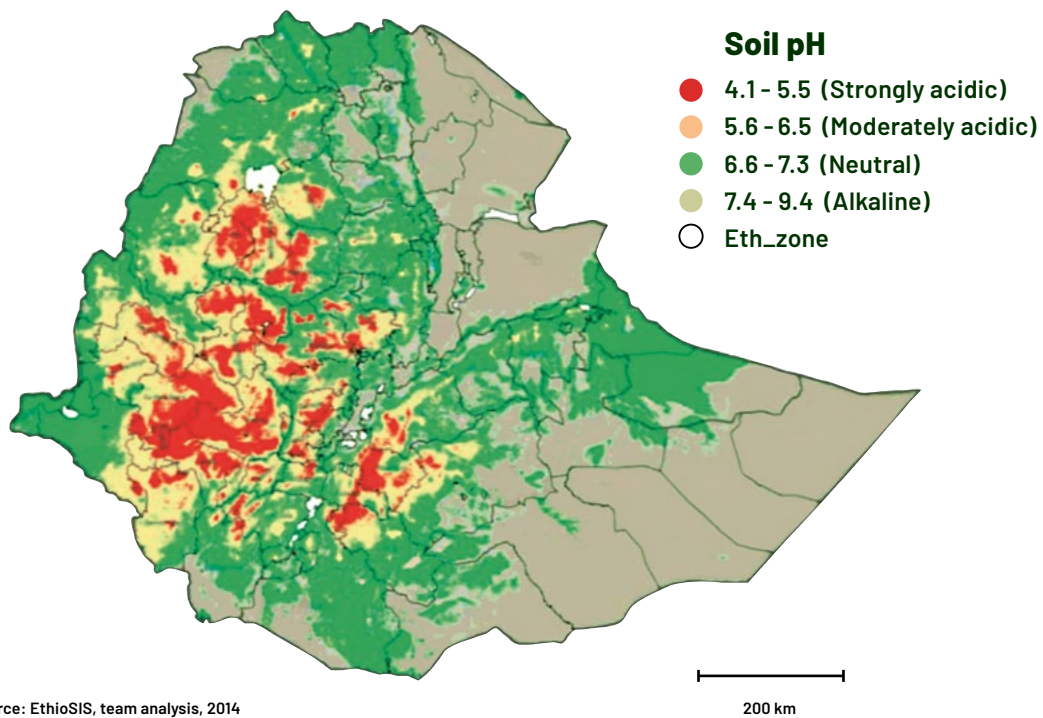 Soil pH
4.1 - 5.5 (Strongly acidic)
5.6 - 6.5 (Moderately acidic)
6.6 - 7.3 (Neutral)
7.4 - 9.4 (Alkaline)
Eth_zone
rce: EthioSIS, team analysis, 2014
200 km